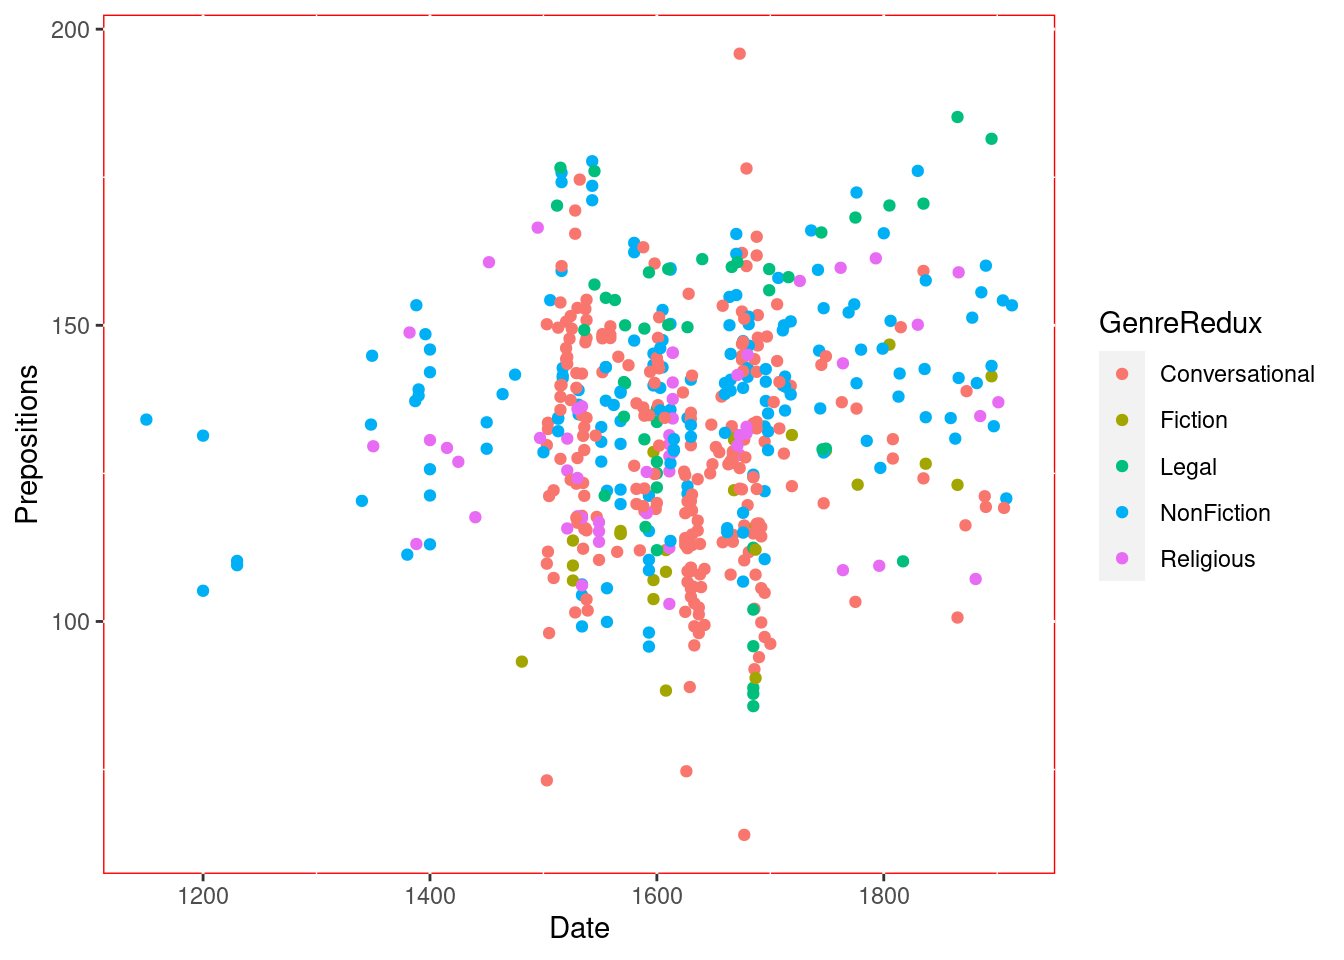 200
150
100
Prepositions
1200
1400
1600
1800
Date
GenreRedux
Conversational
Fiction
Legal
NonFiction
Religious